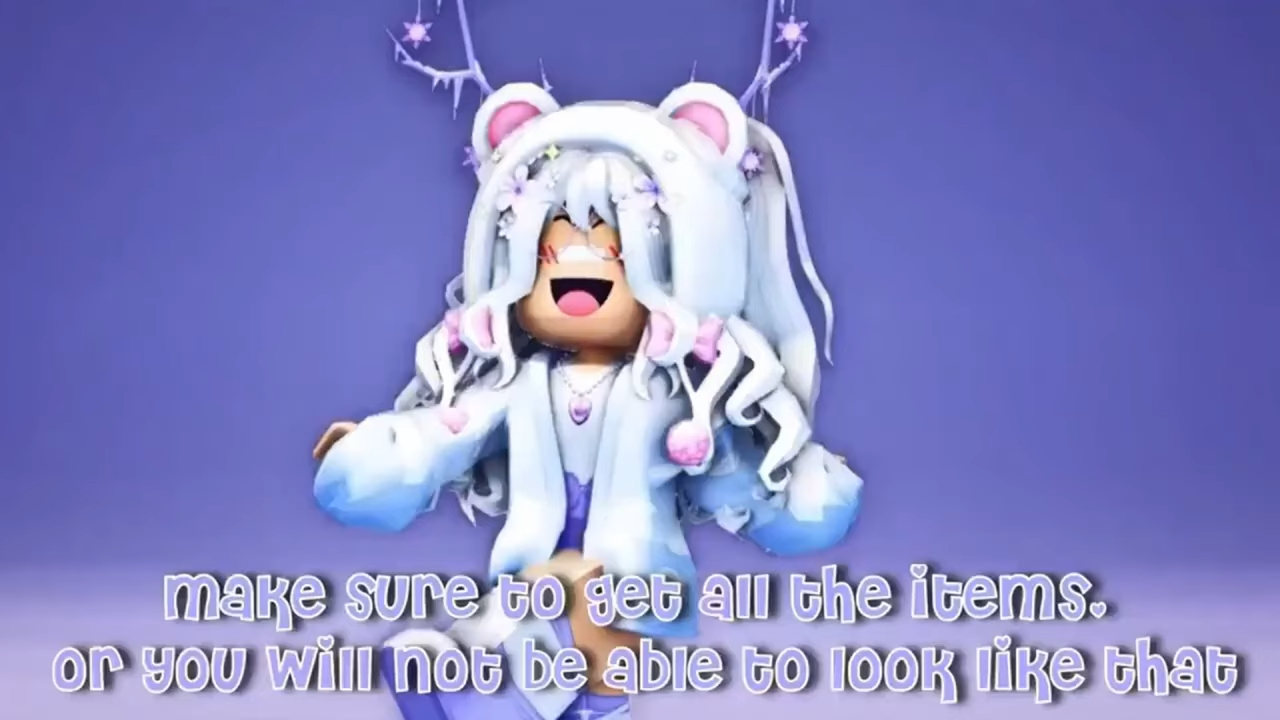 make sure to get all the items.
or you will not be able to look like that